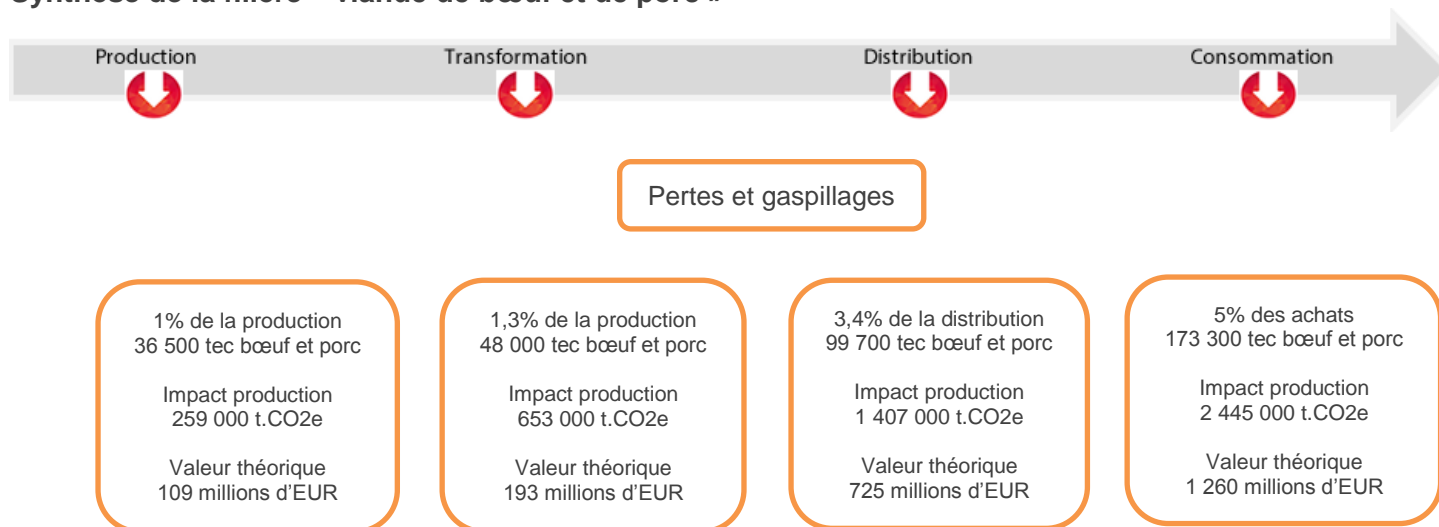 Production
Transformation
Distribution
Consommation
Pertes et gaspillages
1% de la production
36 500 tec bœuf et porc
Impact production
259 000 t.CO2e
Valeur théorique
109 millions d'EUR
1,3% de la production
48 000 tec bœuf et porc
Impact production
653 000 t.CO2e
Valeur théorique
193 millions d'EUR
3,4% de la distribution
99 700 tec bœuf et porc
Impact production
1 407 000 t.CO2e
Valeur théorique
725 millions d'EUR
5% des achats
173 300 tec bœuf et porc
Impact production
2 445 000 t.CO2e
Valeur théorique
1 260 millions d'EUR